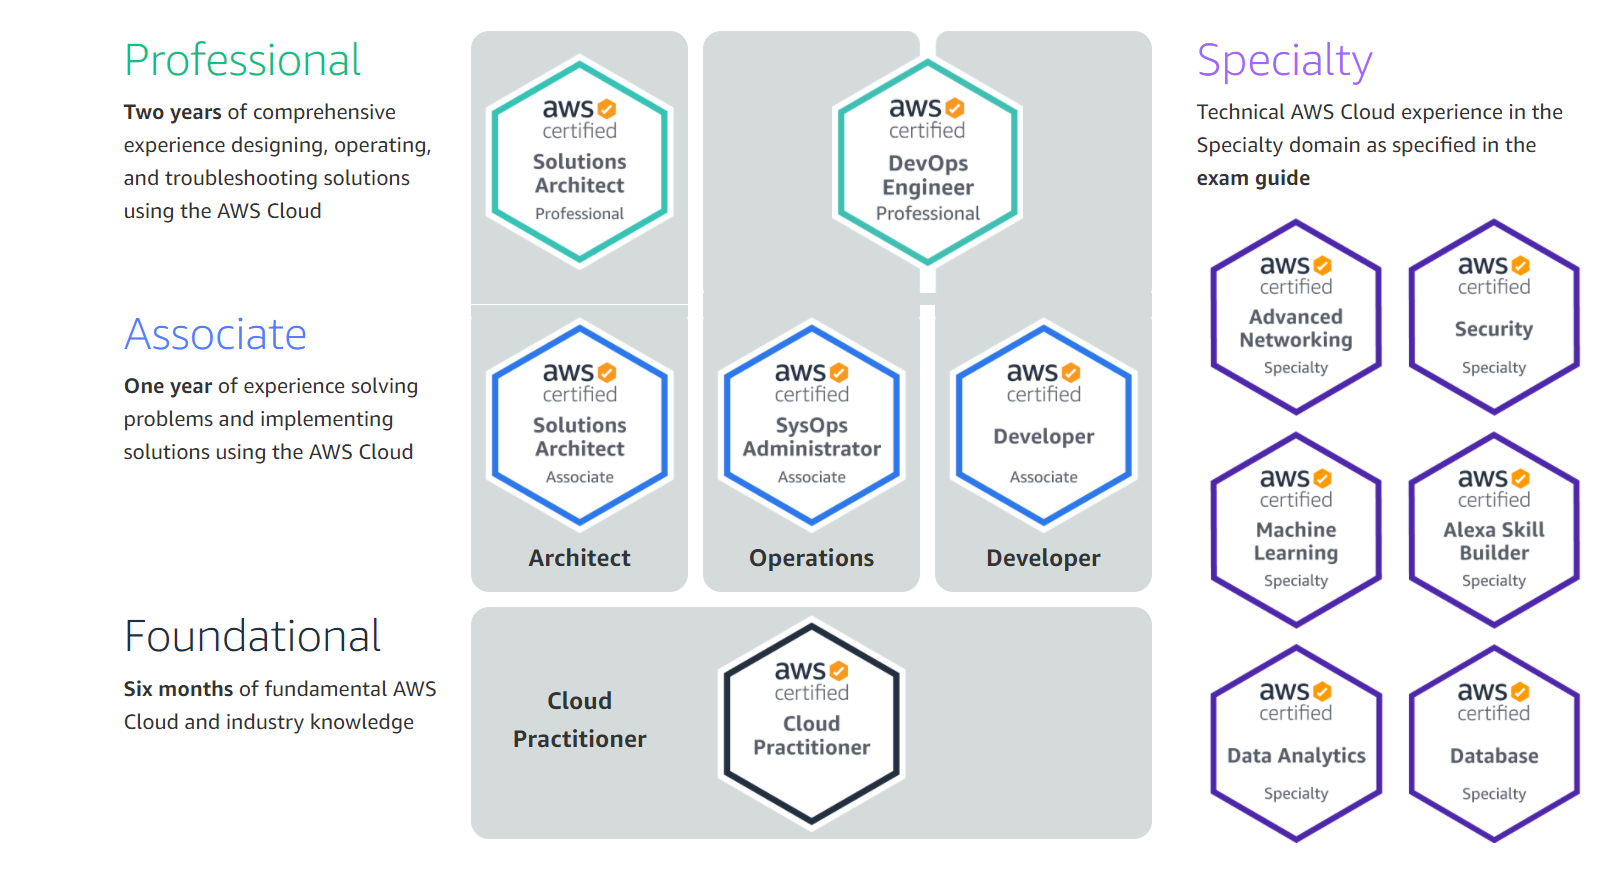 Professional
Two years of comprehensive
experience designing, operating,
and troubleshooting solutions
using the AWS Cloud
aws
certified
Solutions
Architect
Professional
aws
certified
DevOps
Engineer
Professional
Associate
One year of experience solving
problems and implementing
solutions using the AWS Cloud
aws
certified
Solutions
Architect
Associate
Architect
aws
certified
SysOps
Administrator
Associate
Operations
aws
certified
Developer
Associate
Developer
Foundational
Six months of fundamental AWS
Cloud and industry knowledge
Cloud
Practitioner
aws
certified
Cloud
Practitioner
Specialty
Technical AWS Cloud experience in the
Specialty domain as specified in the
exam guide
aws
certified
Advanced
Networking
Specialty
aws
certified
Security
Specialty
aws
certified
Machine
Learning
Specialty
aws
certified
Alexa Skill
Builder
Specialty
aws
certified
Data Analytics
Specialty
aws
certified
Database
Specialty